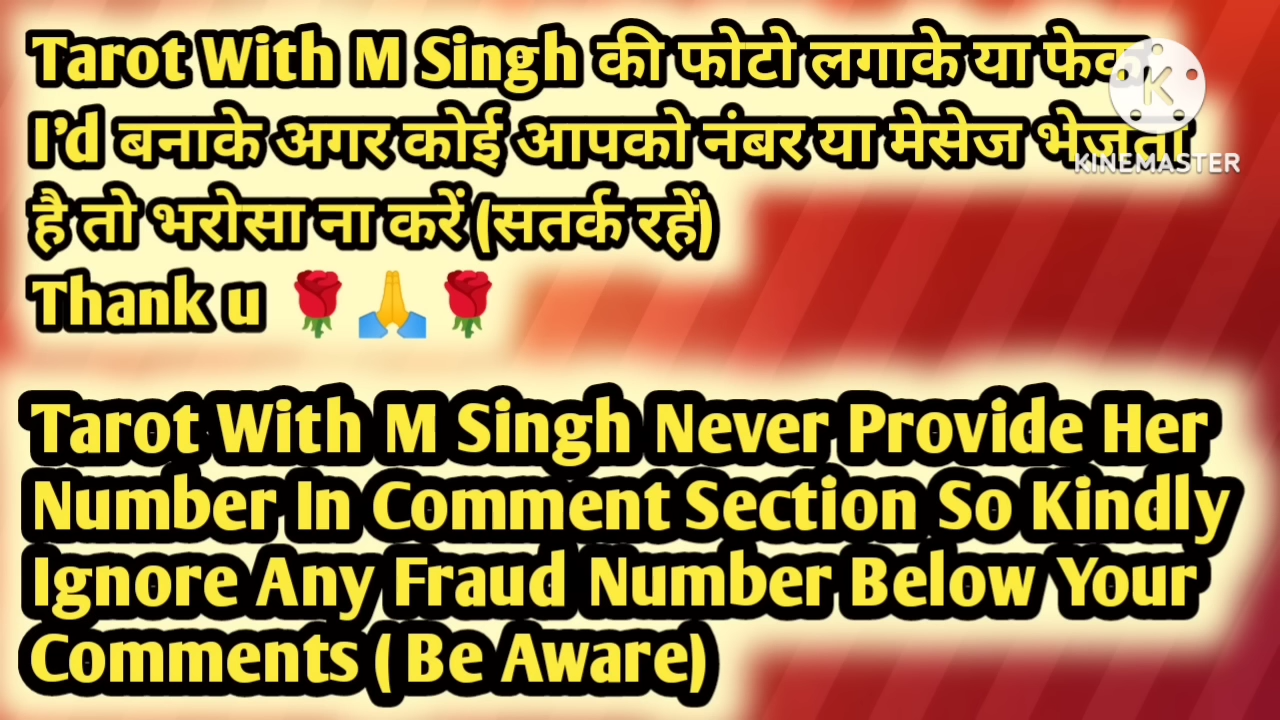 Tarot With M Singh की फोटो लगाके या फेक
I'd बनाके अगर कोई आपको नंबर या मेसेज भेजता
है तो भरोसा ना करें (सतर्क रहें)
Thank u 🌹🙏🌹
K
KINEMASTER
Tarot With M Singh Never Provide Her
Number In Comment Section So Kindly
Ignore Any Fraud Number Below Your
Comments ( Be Aware)